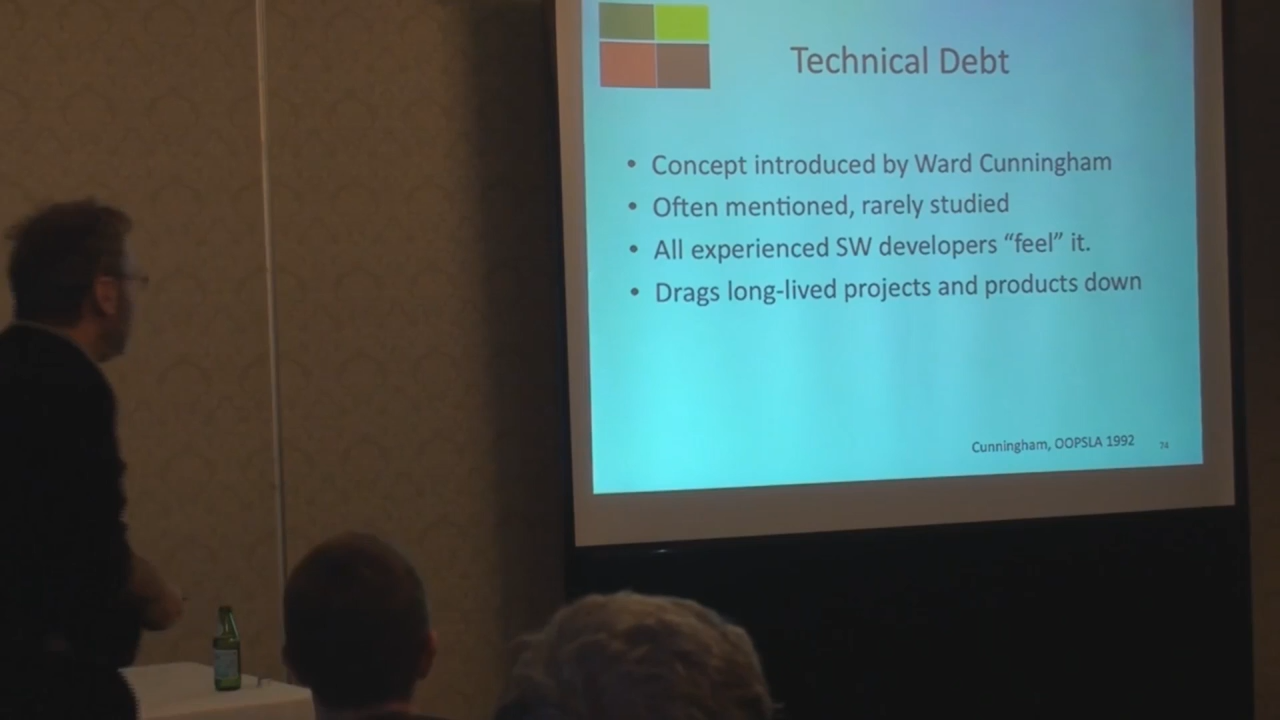 Technical Debt
• Concept introduced by Ward Cunningham
• Often mentioned, rarely studied
• All experienced SW developers “feel” it.
• Drags long-lived projects and products down
Cunningham, OOPSLA 1992